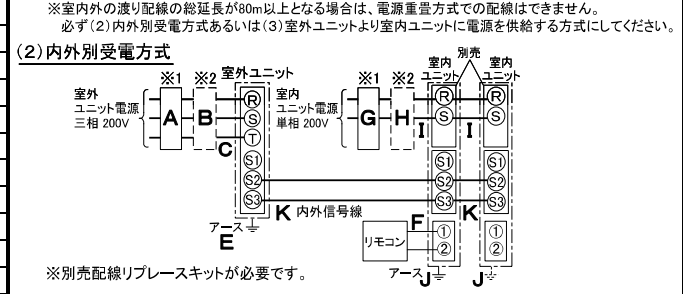 ※室内外の渡り配線の総延長が80m以上となる場合は、電源重畳方式での配線はできません。
必ず(2)内外別受電方式あるいは(3)室外ユニットより室内ユニットに電源を供給する方式にしてください。
(2)内外別受電方式
※1 ※2 室外ユニット
室外
ユニット電源
三相 200V
A B C
R
S
T
S1
S2
S3
アース
E
K 内外信号線
※1 ※2
室内
ユニット電源
単相 200V
G H I I
別売
室内
ユニット
室内
ユニット
R
S
S1
S2
S3
R
S
S1
S2
S3
K
F
リモコン
①
②
①
②
アース
J
J
※別売配線リプレースキットが必要です。